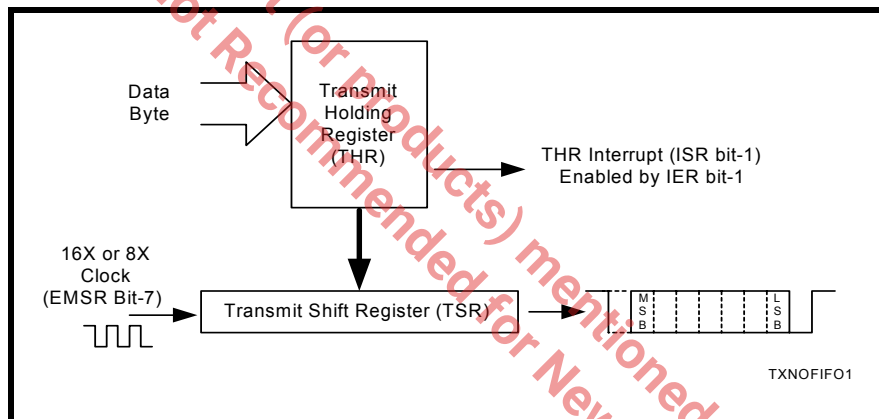 Data
Byte
Transmit
Holding
Register
(THR)
THR Interrupt (ISR bit-1)
Enabled by IER bit-1
16X or 8X
Clock
(EMSR Bit-7)
Transmit Shift Register (TSR)
M
S
B
L
S
B
TXNOFIFO1
(or products) mentioned
not Recommended for New